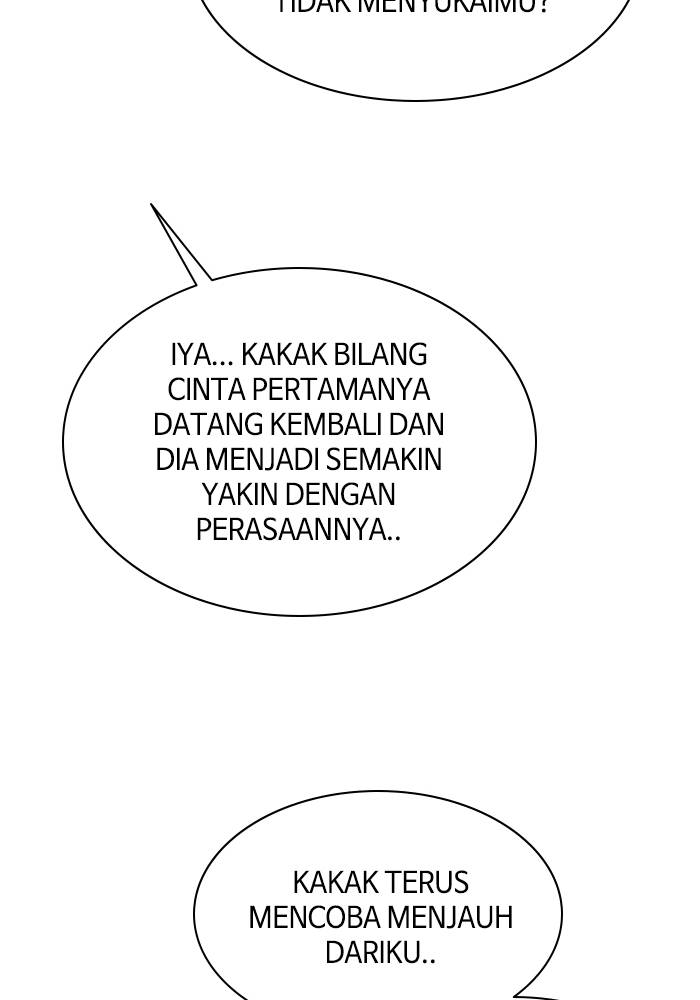 TIDAK MENYUKAIMU?
IYA... KAKAK BILANG
CINTA PERTAMANYA
DATANG KEMBALI DAN
DIA MENJADI SEMAKIN
YAKIN DENGAN
PERASAANNYA..
KAKAK TERUS
MENCOBA MENJAUH
DARIKU..